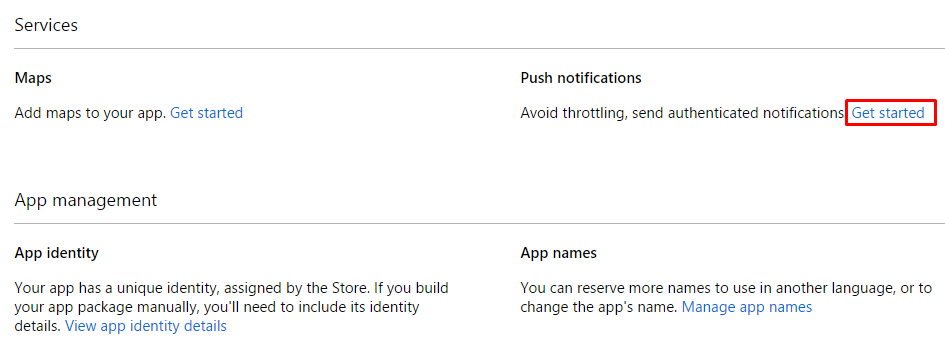 Services
Maps
Push notifications
Add maps to your app. Get started
Avoid throttling, send authenticated notifications Get started
App management
App identity
App names
Your app has a unique identity, assigned by the Store. If you build
your app package manually, you'll need to include its identity
details. View app identity details
You can reserve more names to use in another language, or to
change the app's name. Manage app names